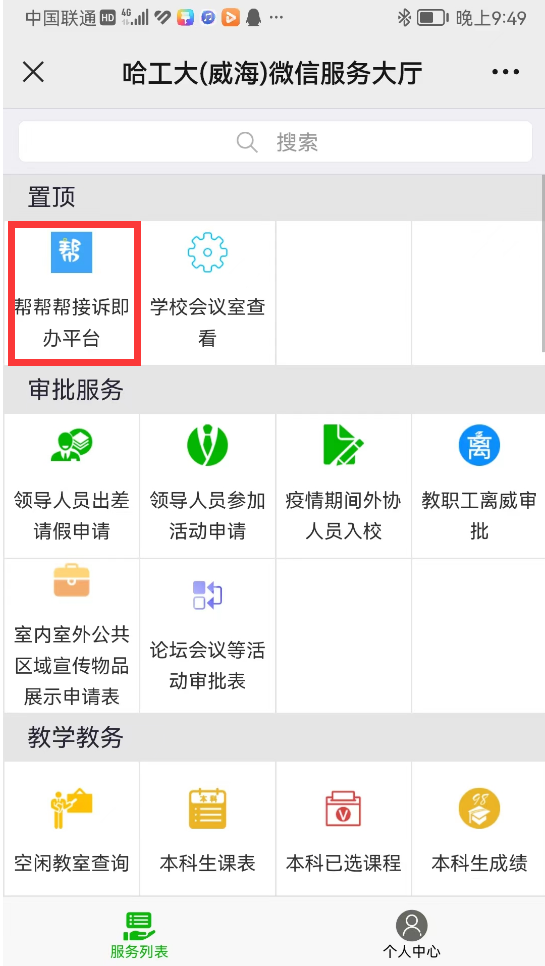 中国联通 HD 4G 晚上9:49
哈工大(威海)微信服务大厅
搜索
置顶
帮
帮帮帮接诉即
办平台
学校会议室查
看
审批服务
离
领导人员出差
请假申请
领导人员参加
活动申请
疫情期间外协
人员入校
教职工离威审
批
室内室外公共
区域宣传物品
展示申请表
论坛会议等活
动审批表
教学教务
本科
V
98
空闲教室查询
本科生课表
本科已选课程
本科生成绩
服务列表
个人中心